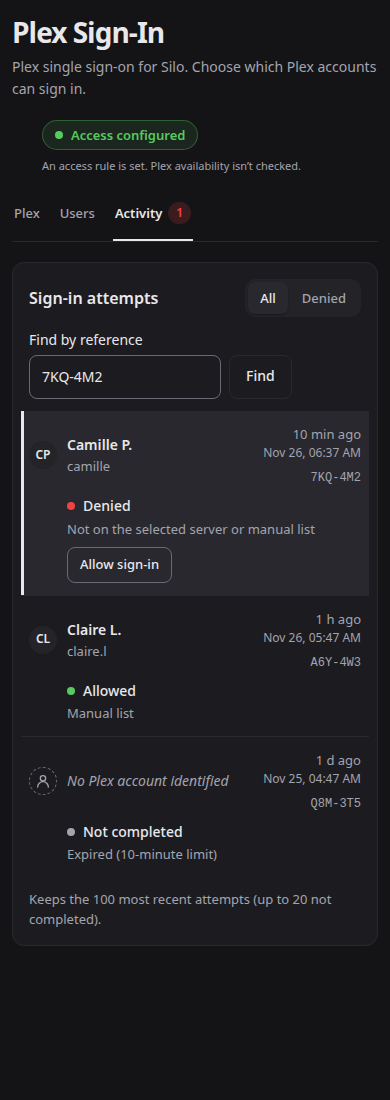 Plex Sign-In
Plex single sign-on for Silo. Choose which Plex accounts
can sign in.
Access configured
An access rule is set. Plex availability isn't checked.
Plex Users Activity 1
Sign-in attempts All Denied
Find by reference
7KQ-4M2 Find
CP Camille P. 10 min ago
camille Nov 26, 06:37 AM
7KQ-4M2
Denied
Not on the selected server or manual list
Allow sign-in
CL Claire L. 1 h ago
claire.l Nov 26, 05:47 AM
A6Y-4W3
Allowed
Manual list
No Plex account identified 1 d ago
Nov 25, 04:47 AM
Q8M-3T5
Not completed
Expired (10-minute limit)
Keeps the 100 most recent attempts (up to 20 not
completed).